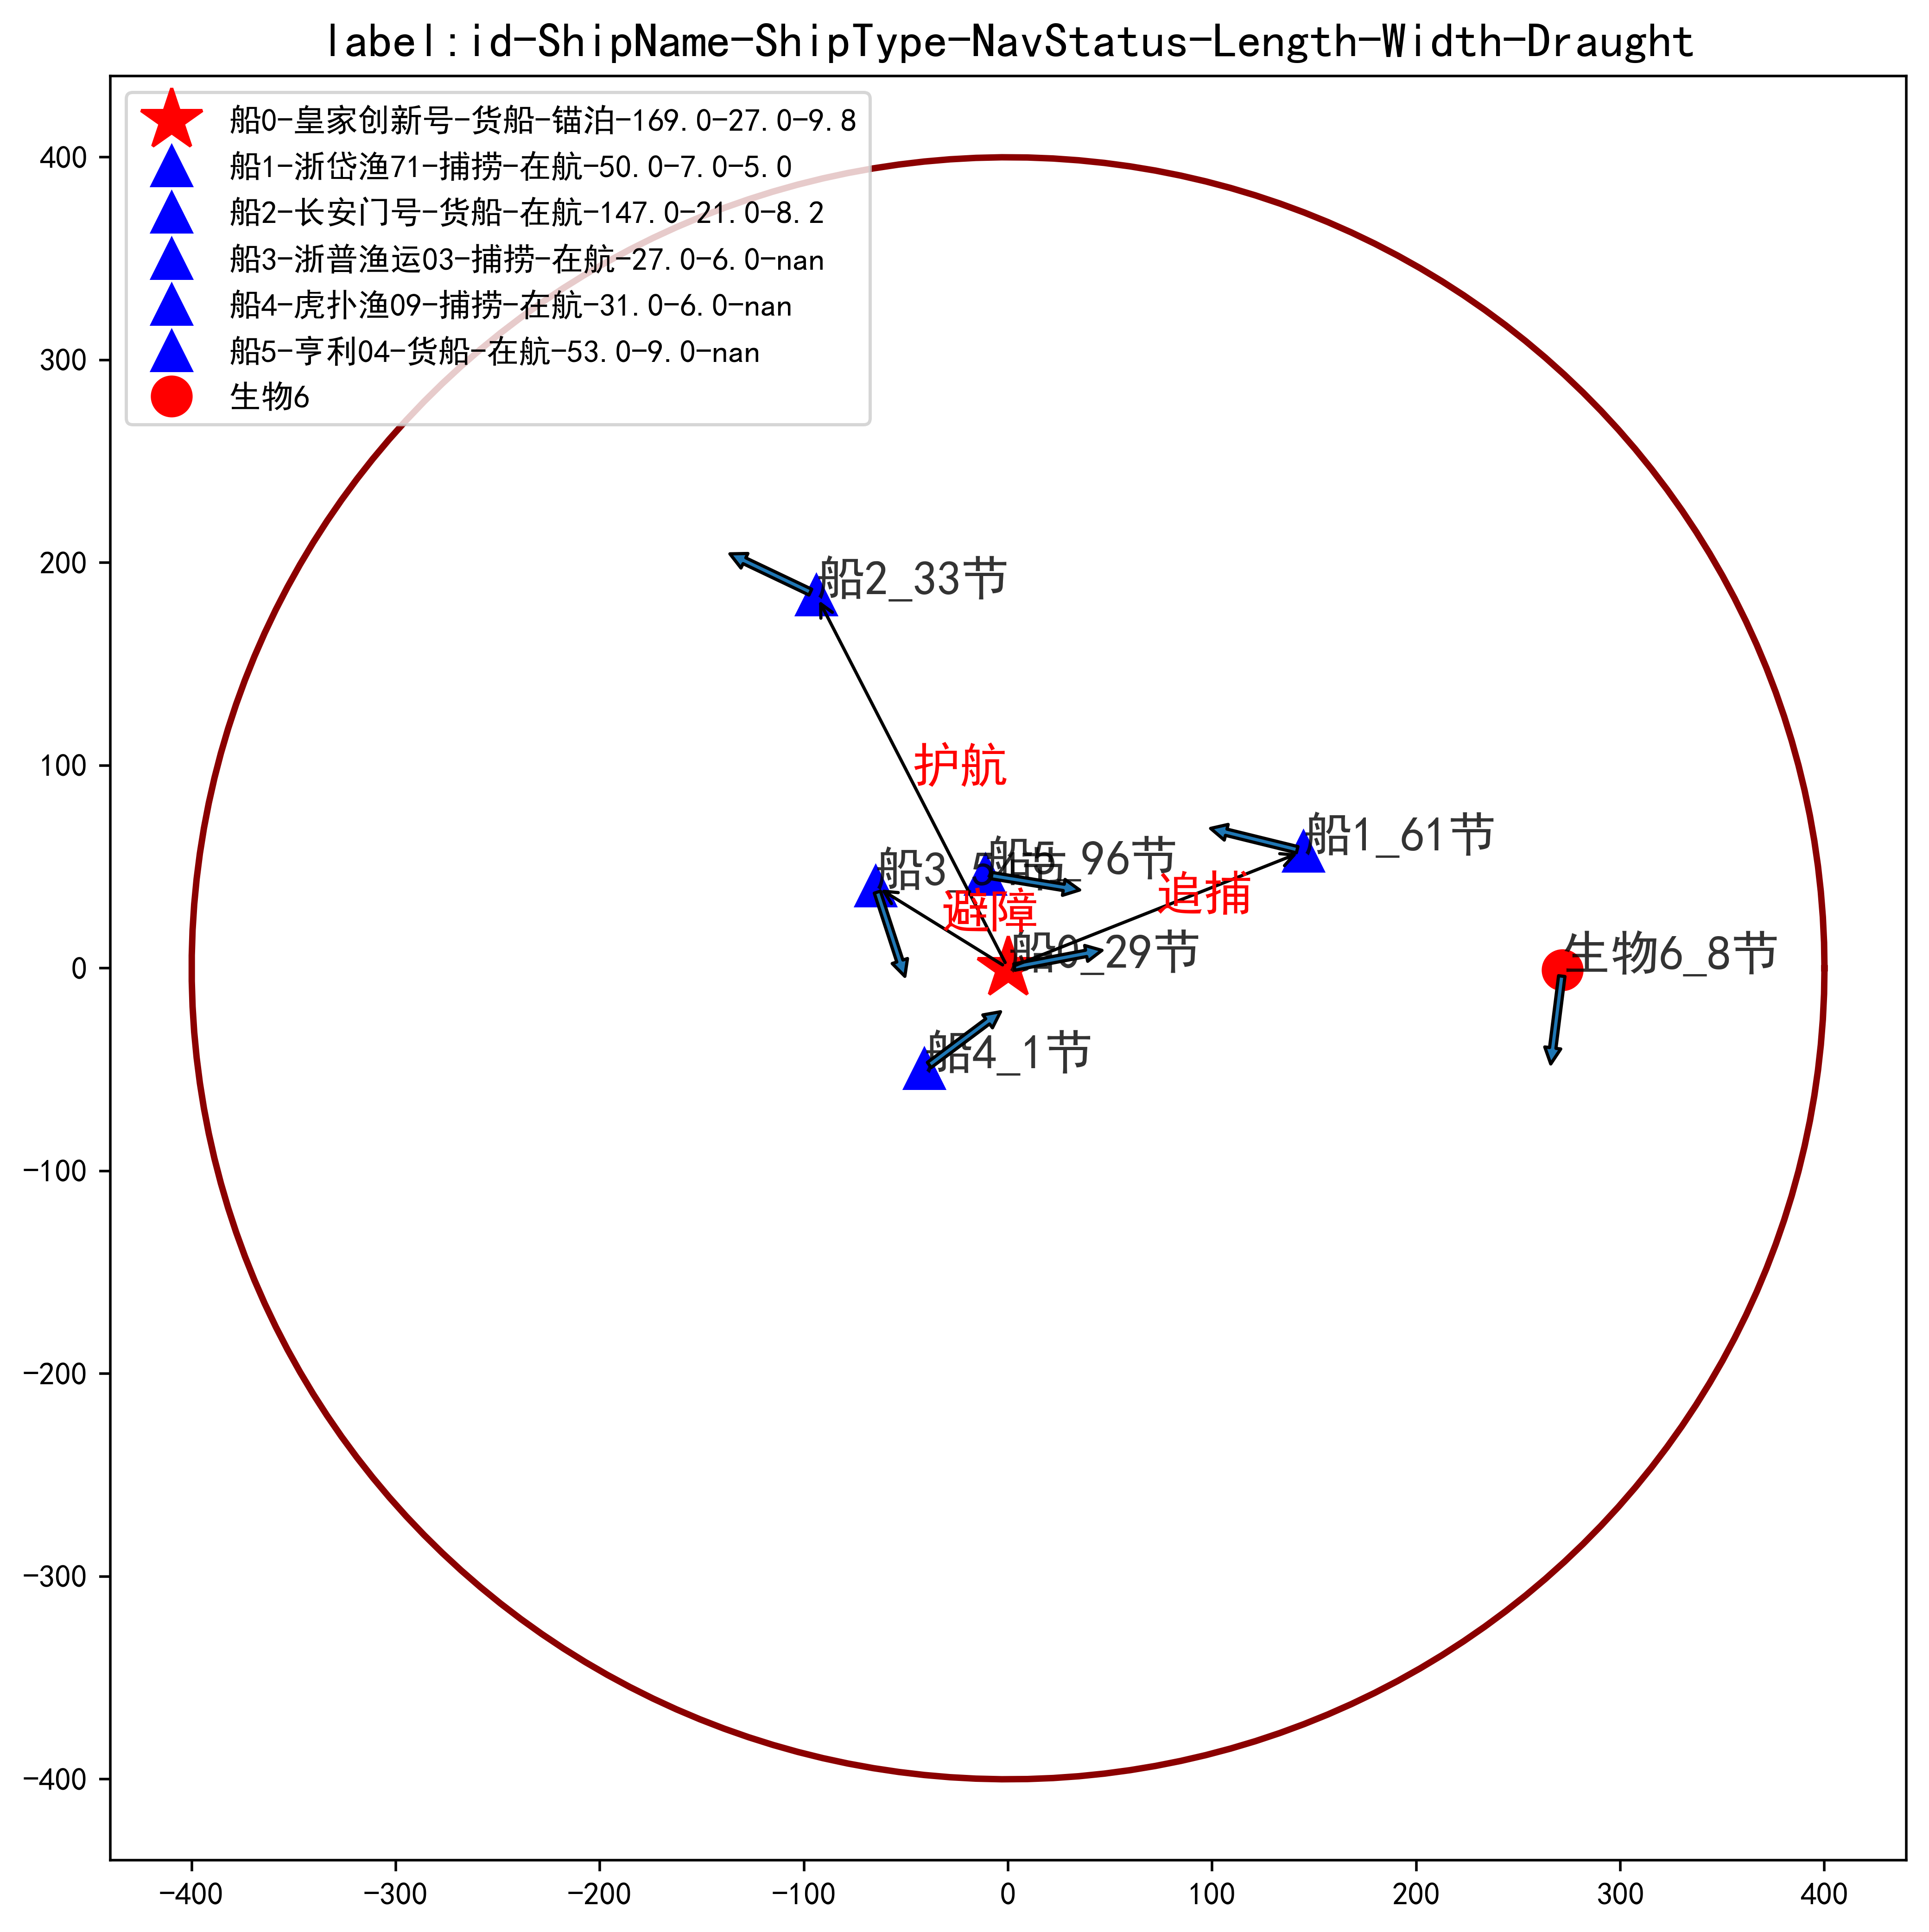 label:id-ShipName-ShipType-NavStatus-Length-Width-Draught
船0-皇家创新号-货船-锚泊-169.0-27.0-9.8
船1-浙岱渔71-捕捞-在航-50.0-7.0-5.0
船2-长安门号-货船-在航-147.0-21.0-8.2
船3-浙普渔运03-捕捞-在航-27.0-6.0-nan
船4-虎扑渔09-捕捞-在航-31.0-6.0-nan
船5-亨利04-货船-在航-53.0-9.0-nan
生物6
400
300
200
100
0
-100
-200
-300
-400
船2_33节
护航
船1_61节
船5_96节
船3_
追捕
避障
船0_29节
生物6_8节
船4_1节
-400 -300 -200 -100 0 100 200 300 400